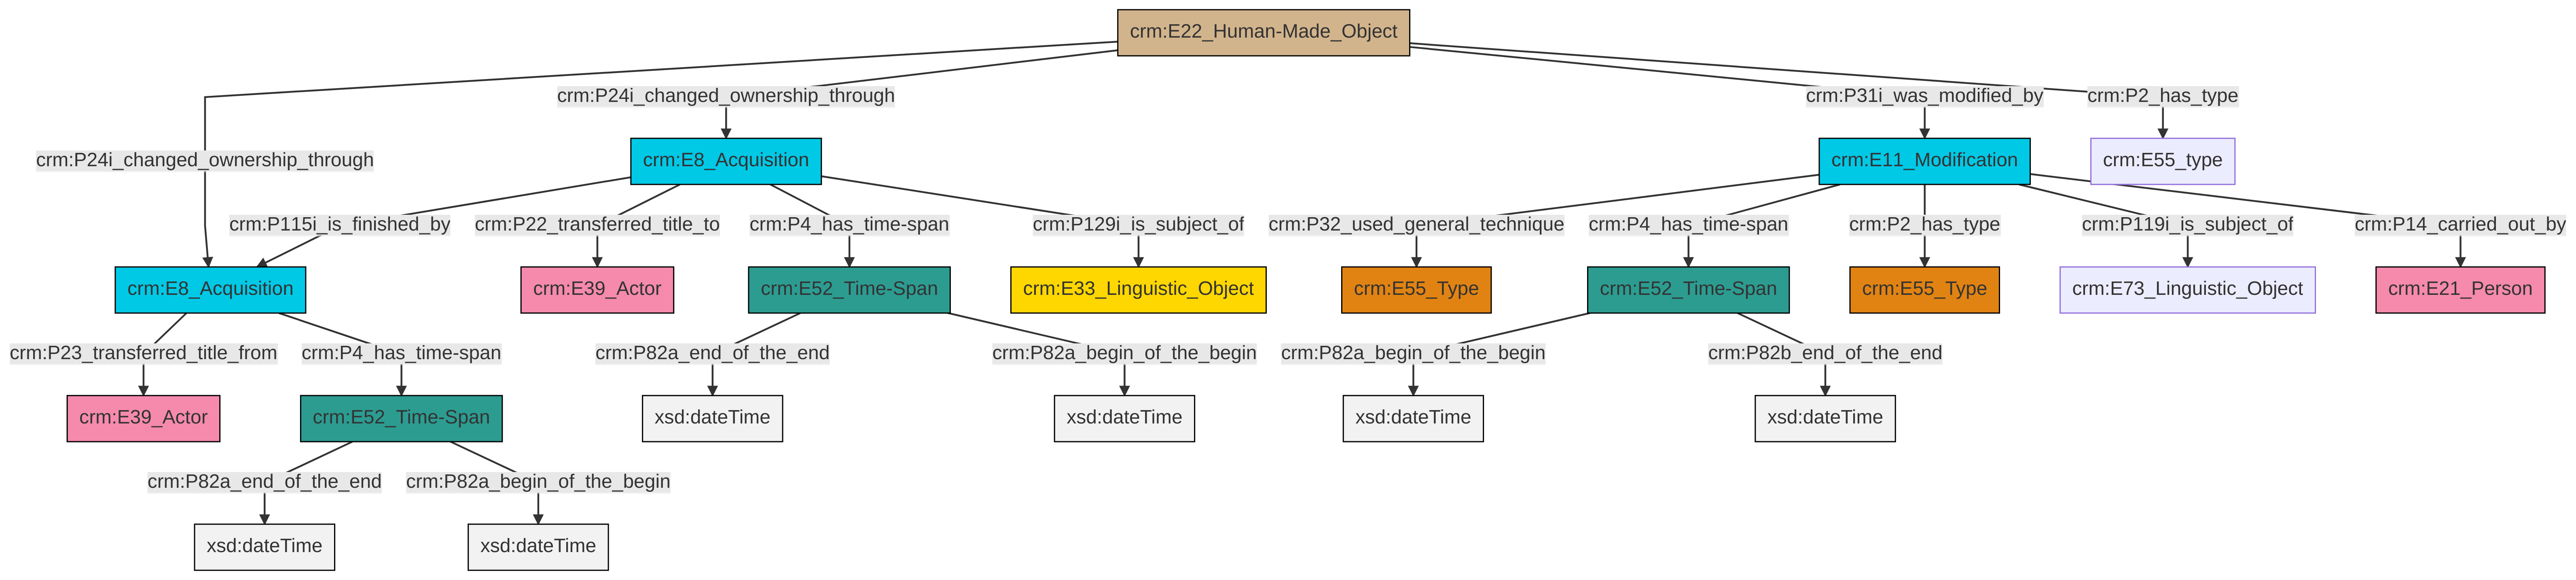 crm:E22_Human-Made_Object
crm:P24i_changed_ownership_through
crm:P31i_was_modified_by
crm:P2_has_type
crm:P24i_changed_ownership_through
crm:E8_Acquisition
crm:E11_Modification
crm:E55_type
crm:P115i_is_finished_by
crm:P22_transferred_title_to
crm:P4_has_time-span
crm:P129i_is_subject_of
crm:P32_used_general_technique
crm:P4_has_time-span
crm:P2_has_type
crm:P119i_is_subject_of
crm:P14_carried_out_by
crm:E8_Acquisition
crm:E39_Actor
crm:E52_Time-Span
crm:E33_Linguistic_Object
crm:E55_Type
crm:E52_Time-Span
crm:E55_Type
crm:E73_Linguistic_Object
crm:E21_Person
crm:P23_transferred_title_from
crm:P4_has_time-span
crm:P82a_end_of_the_end
crm:P82a_begin_of_the_begin
crm:P82a_begin_of_the_begin
crm:P82b_end_of_the_end
crm:E39_Actor
crm:E52_Time-Span
xsd:dateTime
xsd:dateTime
xsd:dateTime
xsd:dateTime
crm:P82a_end_of_the_end
crm:P82a_begin_of_the_begin
xsd:dateTime
xsd:dateTime